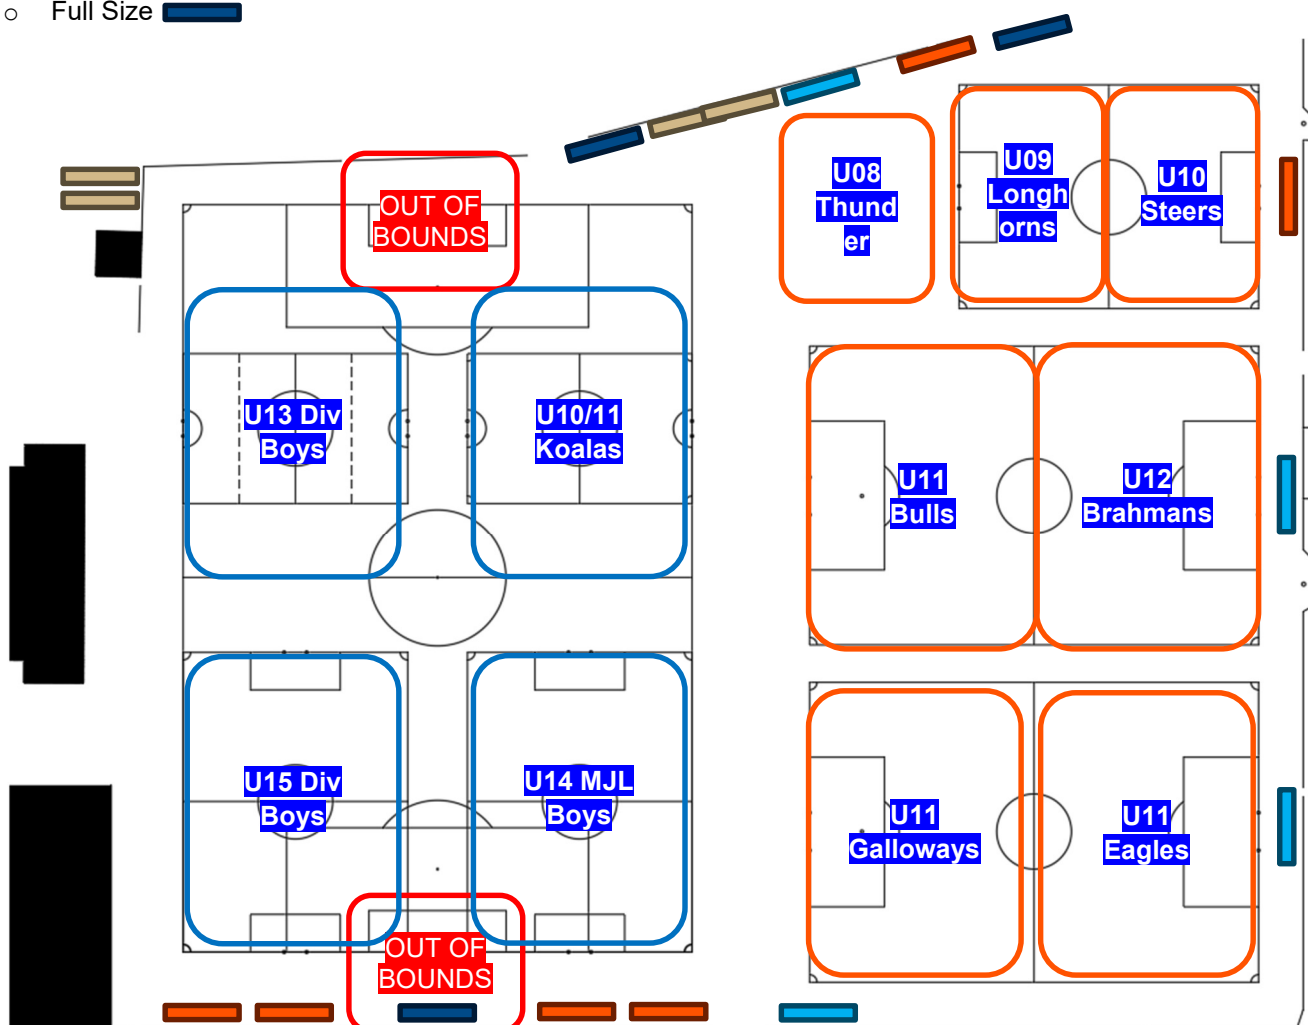 ○ Full Size
OUT OF
BOUNDS
U08
Thund
er
U09
Longh
orns
U10
Steers
U13 Div
Boys
U10/11
Koalas
U11
Bulls
U12
Brahmans
U15 Div
Boys
U14 MJL
Boys
U11
Galloways
U11
Eagles
OUT OF
BOUNDS